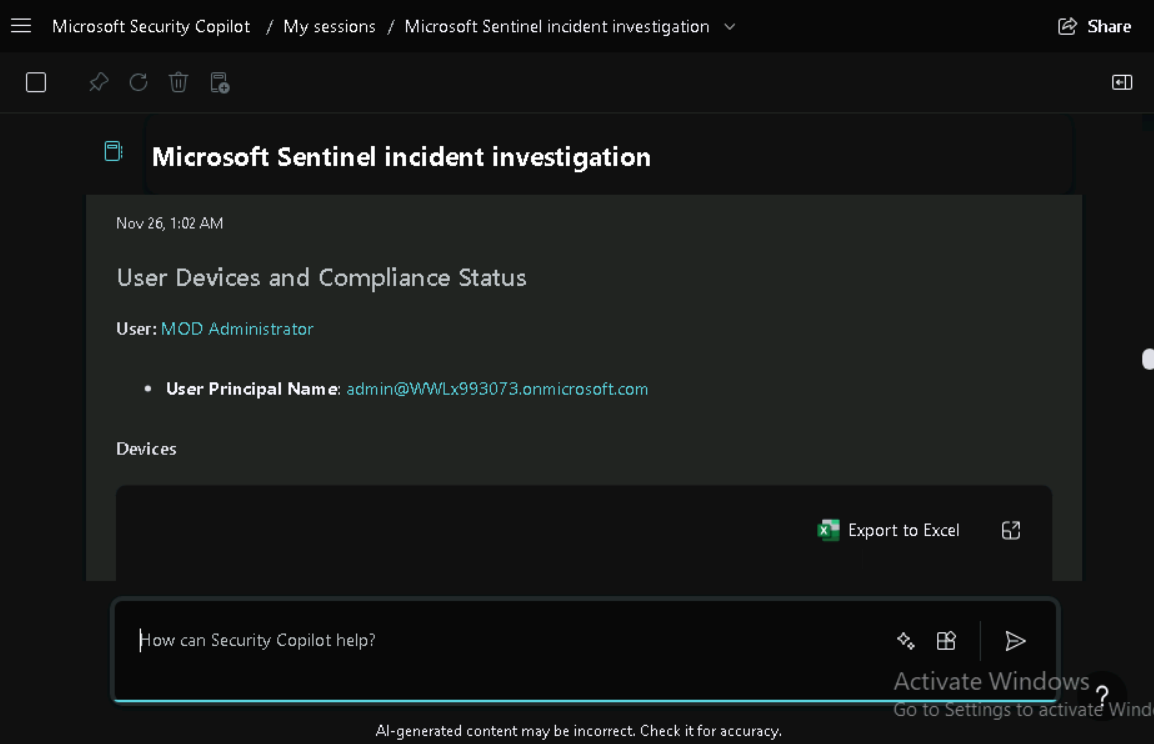 Microsoft Security Copilot / My sessions / Microsoft Sentinel incident investigation
Share
Microsoft Sentinel incident investigation
Nov 26, 1:02 AM
User Devices and Compliance Status
User: MOD Administrator
• User Principal Name: admin@WWLx993073.onmicrosoft.com
Devices
Export to Excel
How can Security Copilot help?
Activate Windows
Go to Settings to activate Wind
?
AI-generated content may be incorrect. Check it for accuracy.